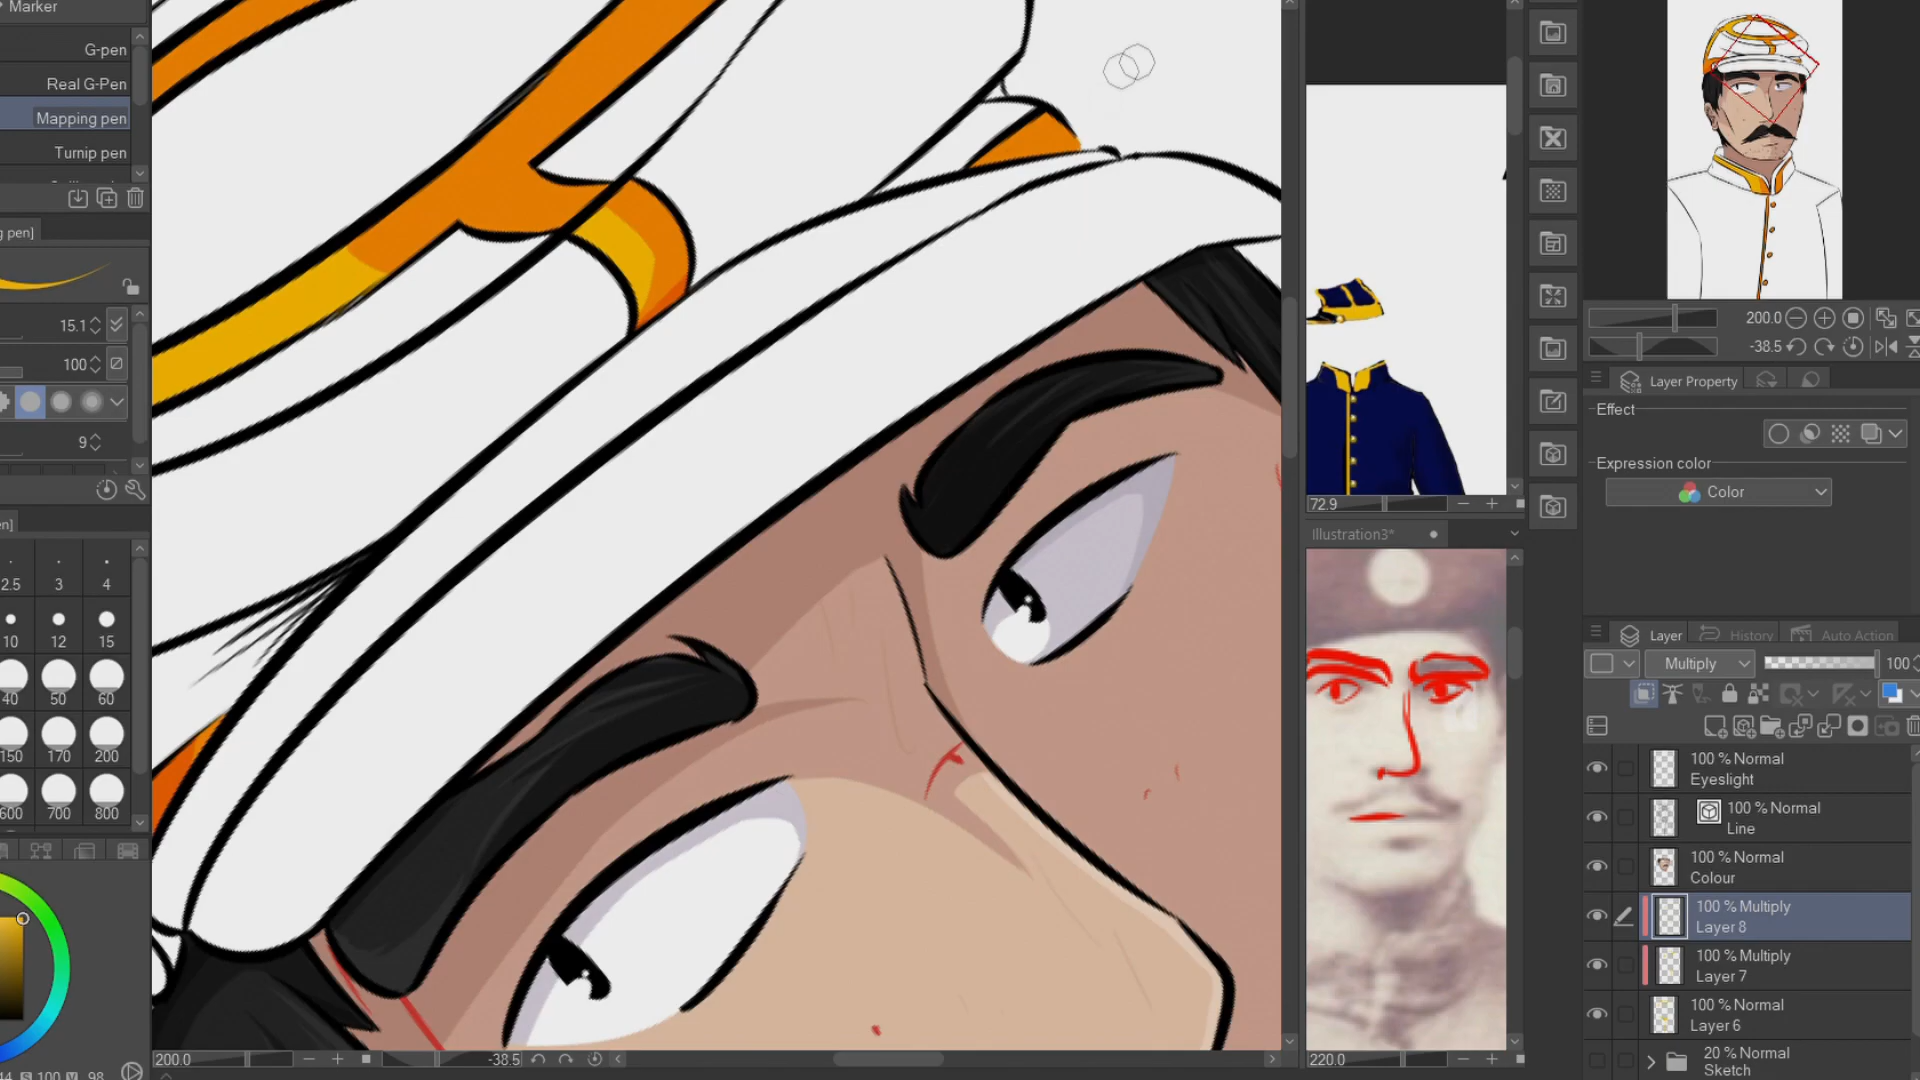 Marker
G-pen
Real G-Pen
Mapping pen
Turnip pen
g pen]
15.1
100
9
en]
2.5 3 4
10 12 15
40 50 60
150 170 200
600 700 800
44 S 100 V 98
200.0
-38.5
72.9
Illustration3*
220.0
200.0
-38.5
Layer Property
Effect
Expression color
Color
Layer History Auto Action
Multiply 100
100 % Normal
Eyeslight
100 % Normal
Line
100 % Normal
Colour
100 % Multiply
Layer 8
100 % Multiply
Layer 7
100 % Normal
Layer 6
20 % Normal
Sketch